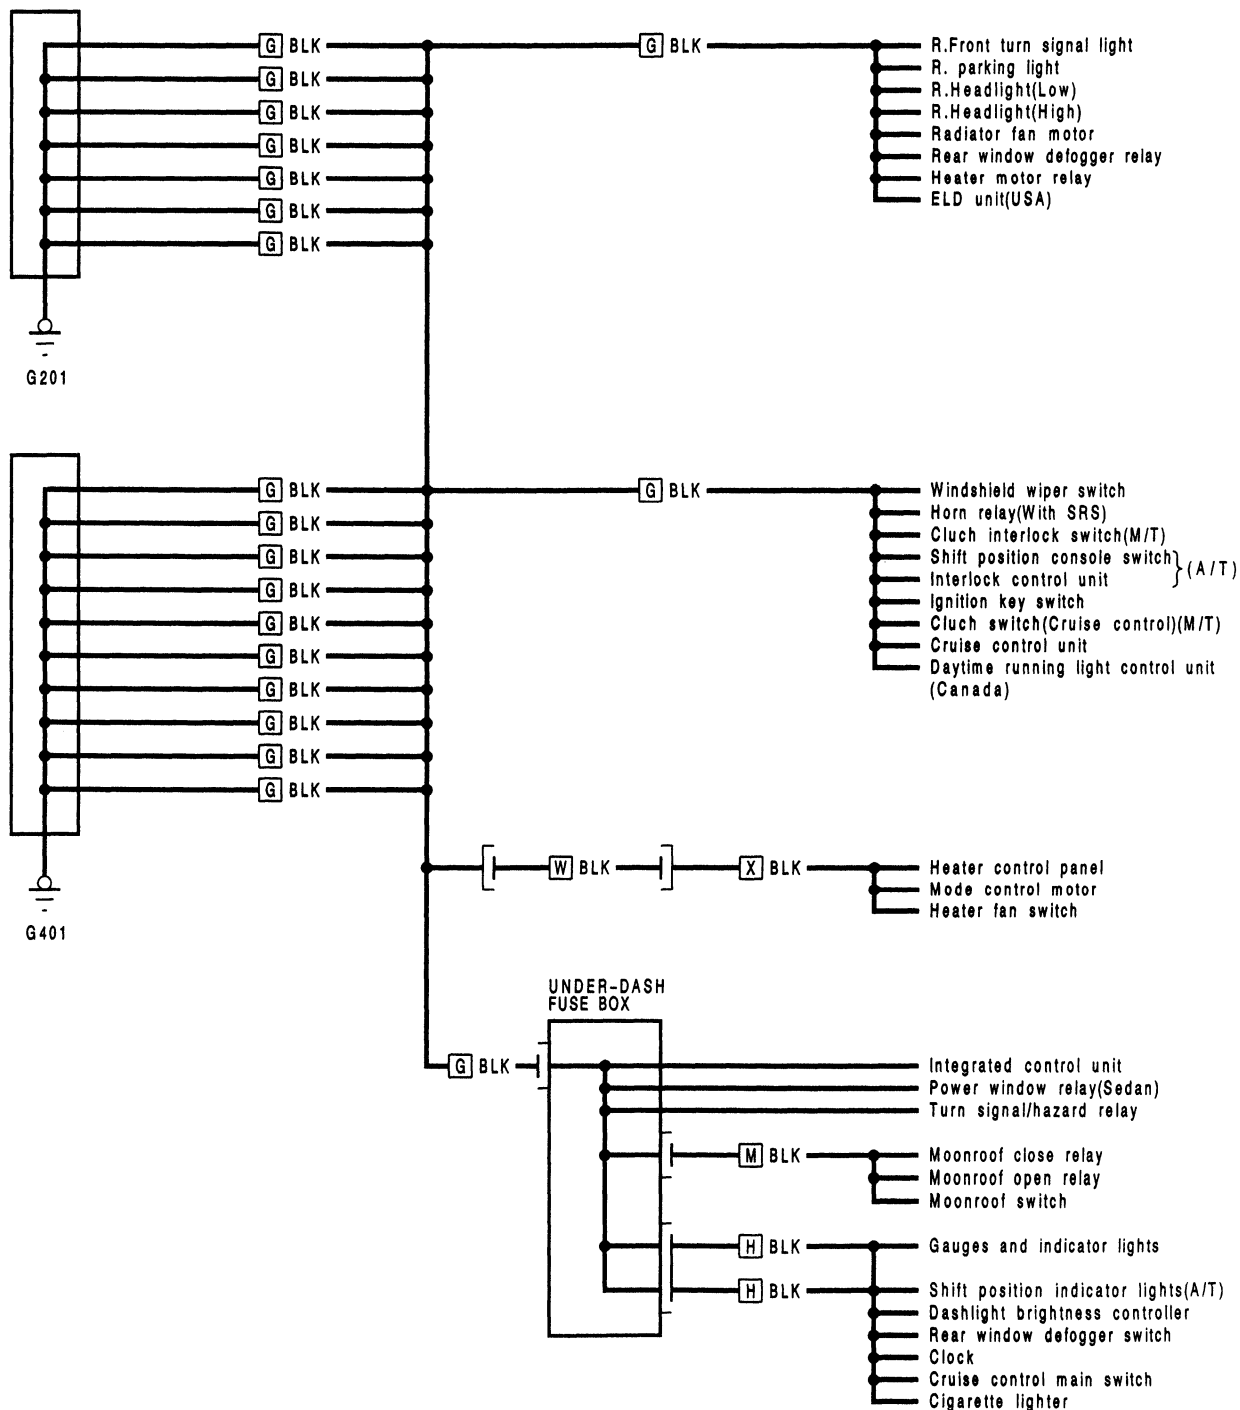 G BLK G BLK R.Front turn signal light
G BLK R. parking light
R.Headlight(Low)
G BLK R.Headlight(High)
Radiator fan motor
G BLK Rear window defogger relay
G BLK Heater motor relay
ELD unit(USA)
G BLK
G BLK
G201
G BLK G BLK Windshield wiper switch
Horn relay(With SRS)
G BLK Cluch interlock switch(M/T)
G BLK Shift position console switch
(A/T)
Interlock control unit
G BLK Ignition key switch
G BLK Cluch switch(Cruise control)(M/T)
Cruise control unit
G BLK Daytime running light control unit
G BLK (Canada)
G BLK
G BLK
G BLK
W BLK X BLK Heater control panel
Mode control motor
Heater fan switch
G401
UNDER-DASH
FUSE BOX
G BLK Integrated control unit
Power window relay(Sedan)
Turn signal/hazard relay
M BLK Moonroof close relay
Moonroof open relay
Moonroof switch
H BLK Gauges and indicator lights
H BLK Shift position indicator lights(A/T)
Dashlight brightness controller
Rear window defogger switch
Clock
Cruise control main switch
Cigarette lighter